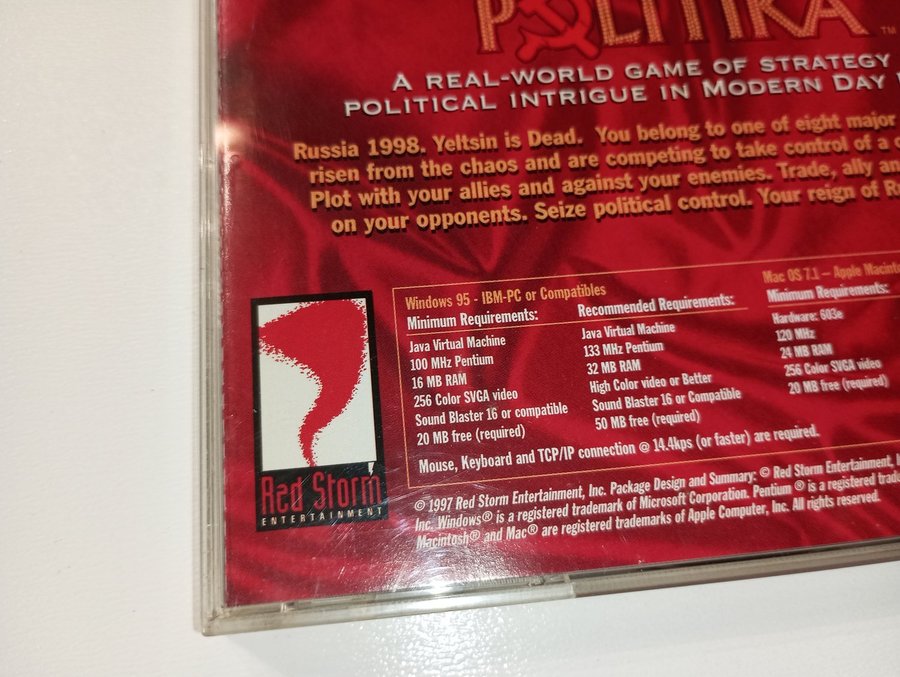 POLITIKA ™
A REAL-WORLD GAME OF STRATEGY
POLITICAL INTRIGUE IN MODERN DAY
Russia 1998. Yeltsin is Dead. You belong to one of eight major
risen from the chaos and are competing to take control of a
Plot with your allies and against your enemies. Trade, ally
on your opponents. Seize political control. Your reign of
Windows 95 - IBM-PC or Compatibles
Minimum Requirements:
Java Virtual Machine
100 MHz Pentium
16 MB RAM
256 Color SVGA video
Sound Blaster 16 or compatible
20 MB free (required)
Recommended Requirements:
Java Virtual Machine
133 MHz Pentium
32 MB RAM
High Color video or Better
Sound Blaster 16 or Compatible
50 MB free (required)
Mac OS 7.1 – Apple
Minimum Requirements:
Hardware: 603e
120 MHz
24 MB RAM
256 Color SVGA video
20 MB free (required)
Mouse, Keyboard and TCP/IP connection @ 14.4kps (or faster) are required.
Red Storm
ENTERTAINMENT
© 1997 Red Storm Entertainment, Inc. Package Design and Summary: © Red Storm Entertainment,
Inc. Windows® is a registered trademark of Microsoft Corporation. Pentium ® is a registered
Macintosh® and Mac® are registered trademarks of Apple Computer, Inc. All rights reserved.